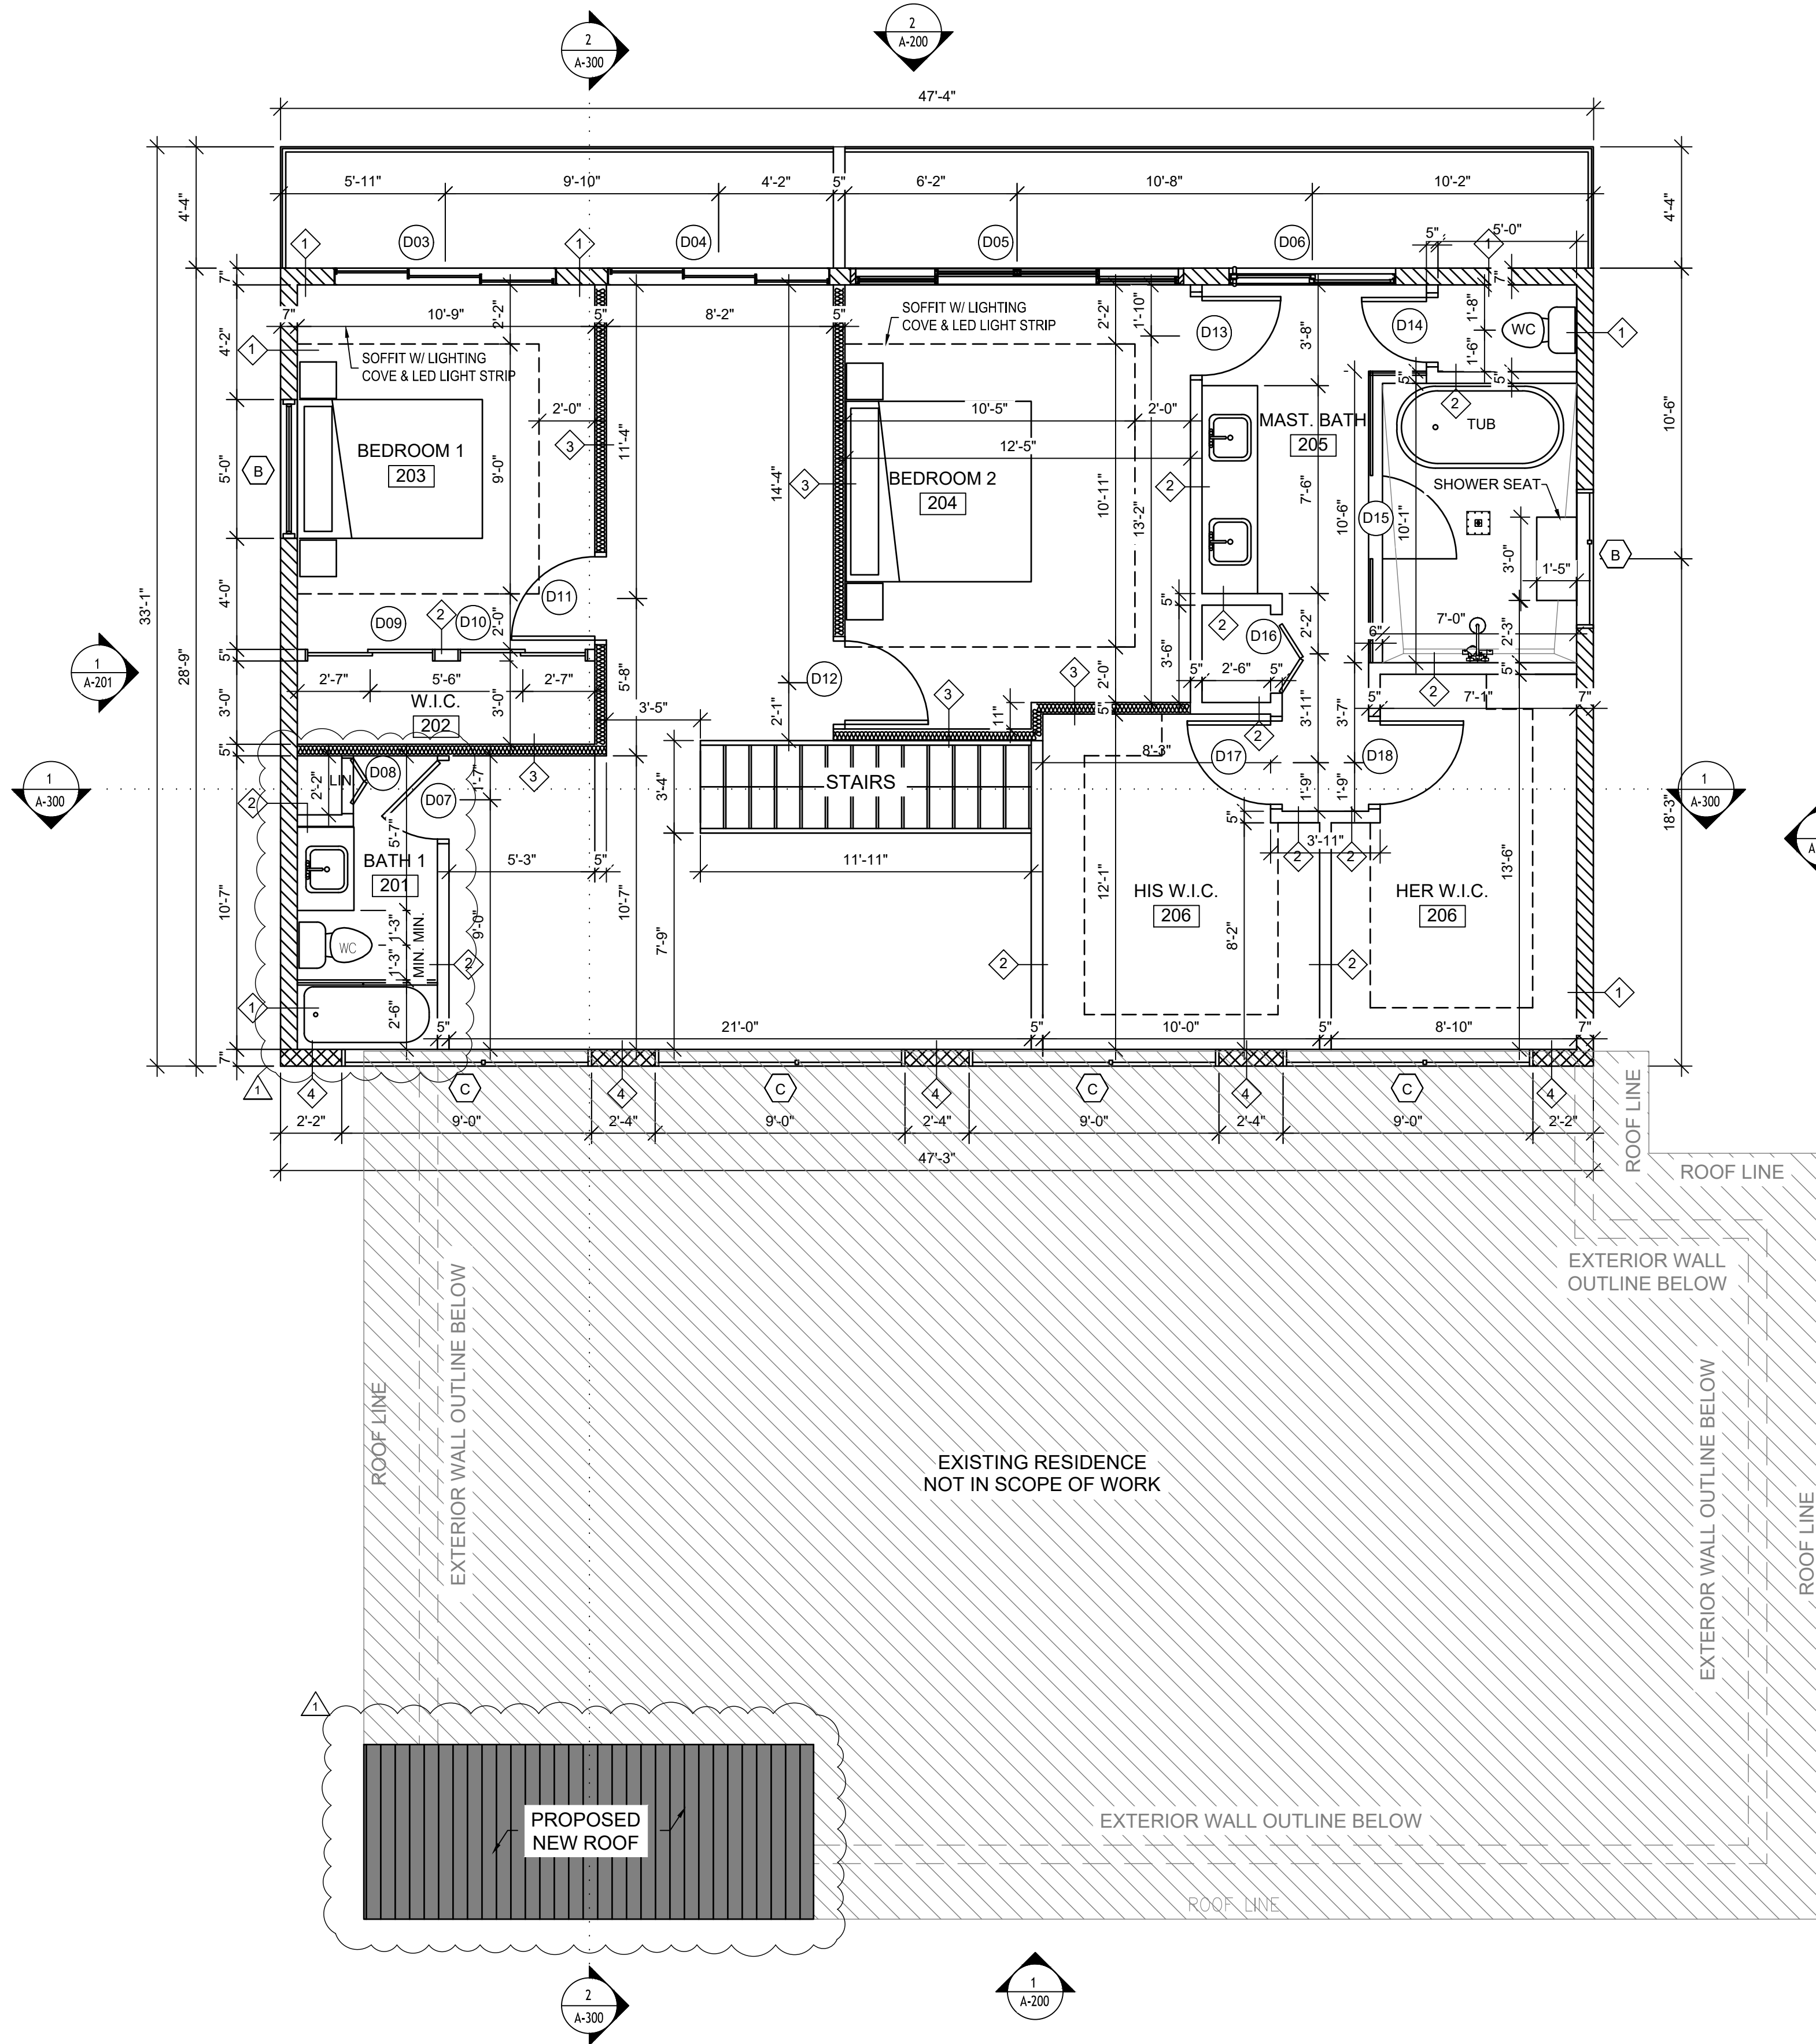 2
A-300
2
A-200
47'-4"
5'-11"
9'-10"
4'-2"
5"
6'-2"
10'-8"
10'-2"
4'-4"
4'-4"
33'-1"
28'-9"
1
D03
1
D04
D05
D06
5"
1
5'-0"
7"
7"
7"
10'-9"
2'-2"
5"
8'-2"
5"
SOFFIT W/ LIGHTING
COVE & LED LIGHT STRIP
2'-2"
1'-10"
D13
3'-8"
D14
1'-8"
1'-6"
WC
1
4'-2"
1
SOFFIT W/ LIGHTING
COVE & LED LIGHT STRIP
5"
5"
2'-0"
3
11'-4"
10'-5"
2'-0"
MAST. BATH
205
2
TUB
10'-6"
BEDROOM 1
203
9'-0"
5'-0"
B
12'-5"
14'-4"
3
BEDROOM 2
204
10'-11"
13'-2"
2
7'-6"
10'-6"
D15
10'-1"
SHOWER SEAT
3'-0"
1'-5"
B
4'-0"
D09
2
D10
2'-0"
D11
5"
2
D16
2'-2"
7'-0"
6"
2'-3"
1
A-201
5"
2'-7"
5'-6"
2'-7"
3'-0"
W.I.C.
202
3'-0"
5'-8"
D12
2'-1"
3
3
2'-0"
3'-6"
5"
2'-6"
5"
5"
2
5"
7'-1"
7"
3'-5"
11"
5"
3'-11"
3'-7"
2
8'-3"
D17
D18
5"
LIN
D08
2'-2"
D07
1'-7"
3
3'-4"
STAIRS
1'-9"
1'-9"
1
A-300
1
A-300
18'-3"
2
5'-7"
BATH 1
201
5'-3"
5"
11'-11"
5"
3'-11"
2
2
10'-7"
10'-7"
12'-1"
HIS W.I.C.
206
HER W.I.C.
206
13'-6"
WC
1'-3"
1'-3"
MIN.
MIN.
9'-0"
2
7'-9"
8'-2"
2
2
1
2'-6"
1
7"
5"
21'-0"
5"
10'-0"
5"
8'-10"
7"
1
4
C
4
C
4
C
4
C
4
2'-2"
9'-0"
2'-4"
9'-0"
2'-4"
9'-0"
2'-4"
9'-0"
2'-2"
47'-3"
ROOF LINE
ROOF LINE
EXTERIOR WALL
OUTLINE BELOW
EXTERIOR WALL OUTLINE BELOW
ROOF LINE
EXISTING RESIDENCE
NOT IN SCOPE OF WORK
EXTERIOR WALL OUTLINE BELOW
ROOF LINE
1
PROPOSED
NEW ROOF
EXTERIOR WALL OUTLINE BELOW
ROOF LINE
2
A-300
1
A-200